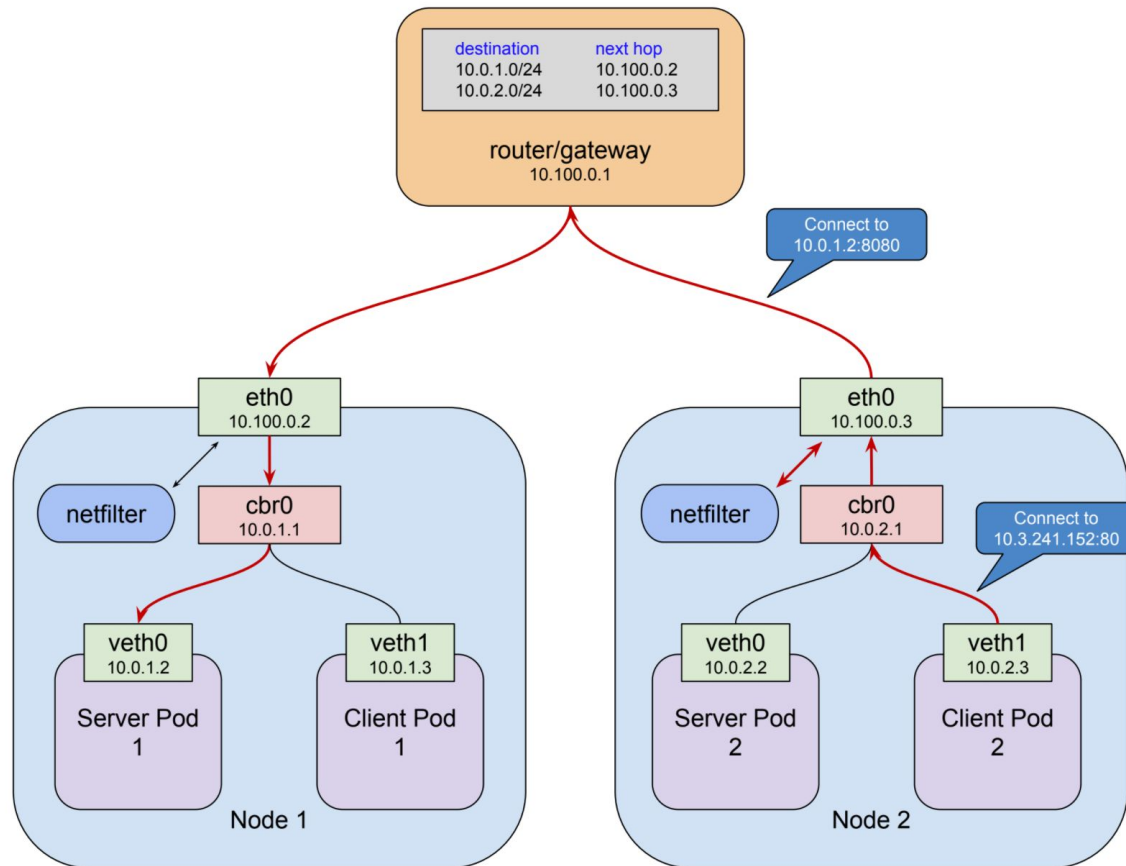 destination next hop
10.0.1.0/24 10.100.0.2
10.0.2.0/24 10.100.0.3
router/gateway
10.100.0.1
Connect to
10.0.1.2:8080
eth0
10.100.0.2
netfilter
cbr0
10.0.1.1
veth0
10.0.1.2
Server Pod
1
veth1
10.0.1.3
Client Pod
1
Node 1
eth0
10.100.0.3
netfilter
cbr0
10.0.2.1
Connect to
10.3.241.152:80
veth0
10.0.2.2
Server Pod
2
veth1
10.0.2.3
Client Pod
2
Node 2